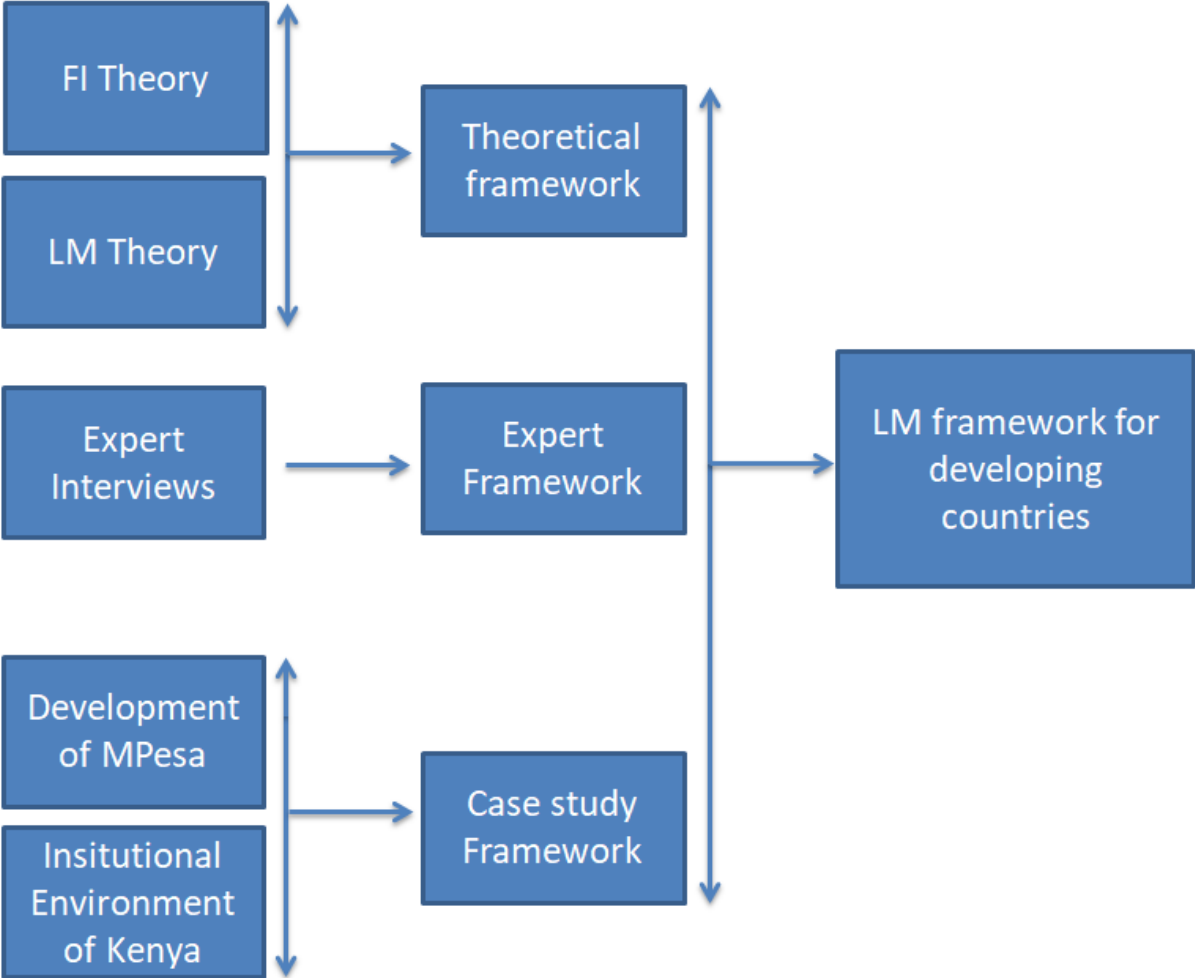 FI Theory
LM Theory
Theoretical
framework
Expert
Interviews
Expert
Framework
LM framework for
developing
countries
Development
of MPesa
Insitutional
Environment
of Kenya
Case study
Framework